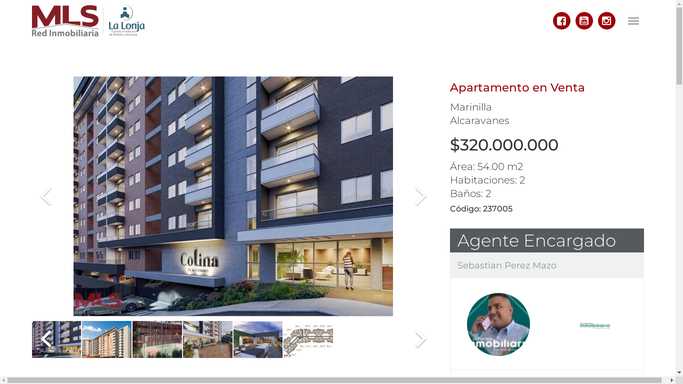 MLS
Red Inmobiliaria
La Lonja
Apartamento en Venta
Marinilla
Alcaravanes
$320.000.000
Área: 54.00 m2
Habitaciones: 2
Baños: 2
Código: 237005
Colina
MLS
Agente Encargado
Sebastian Perez Mazo